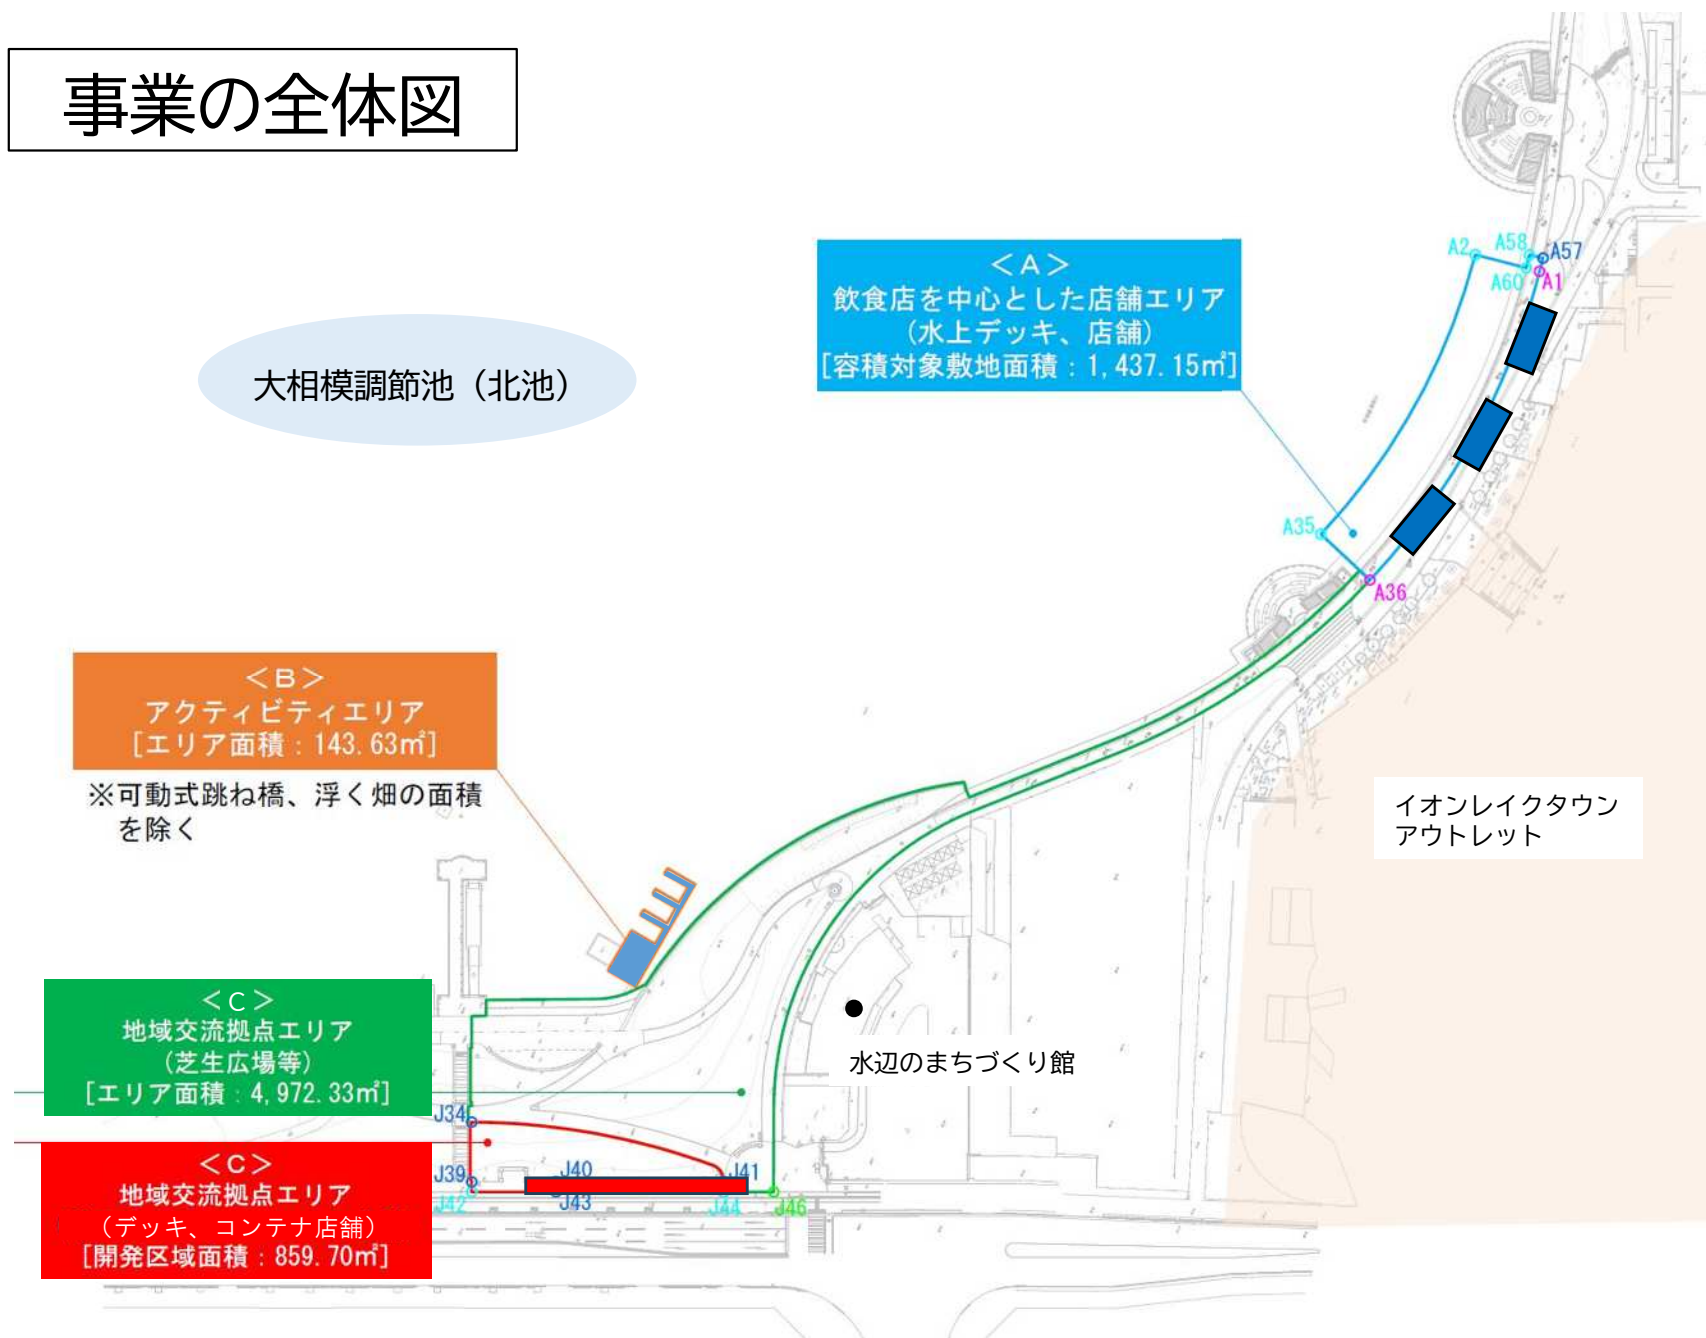 事業の全体図
大相模調節池（北池）
＜A＞
飲食店を中心とした店舗エリア
（水上デッキ、店舗）
[容積対象敷地面積：1,437.15㎡]
A2
A58
A57
A60
A1
A35
A36
＜B＞
アクティビティエリア
[エリア面積：143.63㎡]
※可動式跳ね橋、浮く畑の面積
を除く
イオンレイクタウン
アウトレット
＜C＞
地域交流拠点エリア
（芝生広場等）
[エリア面積：4,972.33㎡]
水辺のまちづくり館
J34
J39
J40
J41
J42
J43
J44
J46
＜C＞
地域交流拠点エリア
（デッキ、コンテナ店舗）
[開発区域面積：859.70㎡]